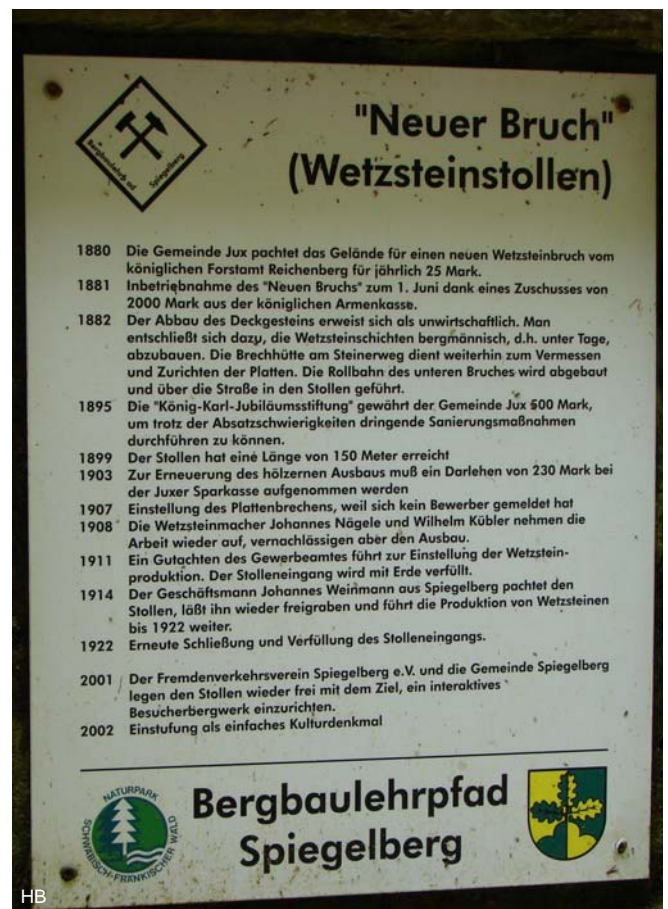 Bergbaulehrpfad Spiegelberg
"Neuer Bruch"
(Wetzsteinstollen)
1880 Die Gemeinde Jux pachtet das Gelände für einen neuen Wetzsteinbruch vom
königlichen Forstamt Reichenberg für jährlich 25 Mark.
1881 Inbetriebnahme des "Neuen Bruchs" zum 1. Juni dank eines Zuschusses von
2000 Mark aus der königlichen Armenkasse.
1882 Der Abbau des Deckgesteins erweist sich als unwirtschaftlich. Man
entschließt sich dazu, die Wetzsteinschichten bergmännisch, d.h. unter Tage,
abzubauen. Die Brechhütte am Steinerweg dient weiterhin zum Vermessen
und Zurichten der Platten. Die Rollbahn des unteren Bruches wird abgebaut
und über die Straße in den Stollen geführt.
1895 Die "König-Karl-Jubiläumsstiftung" gewährt der Gemeinde Jux 500 Mark,
um trotz der Absatzschwierigkeiten dringende Sanierungsmaßnahmen
durchführen zu können.
1899 Der Stollen hat eine Länge von 150 Meter erreicht
1903 Zur Erneuerung des hölzernen Ausbaus muß ein Darlehen von 230 Mark bei
der Juxer Sparkasse aufgenommen werden
1907 Einstellung des Plattenbrechens, weil sich kein Bewerber gemeldet hat
1908 Die Wetzsteinmacher Johannes Nägele und Wilhelm Kübler nehmen die
Arbeit wieder auf, vernachlässigen aber den Ausbau.
1911 Ein Gutachten des Gewerbeamtes führt zur Einstellung der Wetzstein-
produktion. Der Stolleneingang wird mit Erde verfüllt.
1914 Der Geschäftsmann Johannes Weinmann aus Spiegelberg pachtet den
Stollen, läßt ihn wieder freigraben und führt die Produktion von Wetzsteinen
bis 1922 weiter.
1922 Erneute Schließung und Verfüllung des Stolleneingangs.
2001 Der Fremdenverkehrsverein Spiegelberg e.V. und die Gemeinde Spiegelberg
legen den Stollen wieder frei mit dem Ziel, ein interaktives
Besucherbergwerk einzurichten.
2002 Einstufung als einfaches Kulturdenkmal
NATURPARK
SCHWÄBISCH-FRÄNKISCHER WALD
Bergbaulehrpfad
Spiegelberg
HB